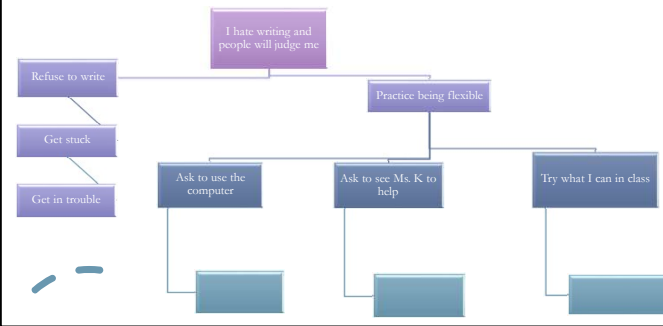 I hate writing and
people will judge me
Refuse to write
Practice being flexible
Get stuck
Get in trouble
Ask to use the
computer
Ask to see Ms. K to
help
Try what I can in class